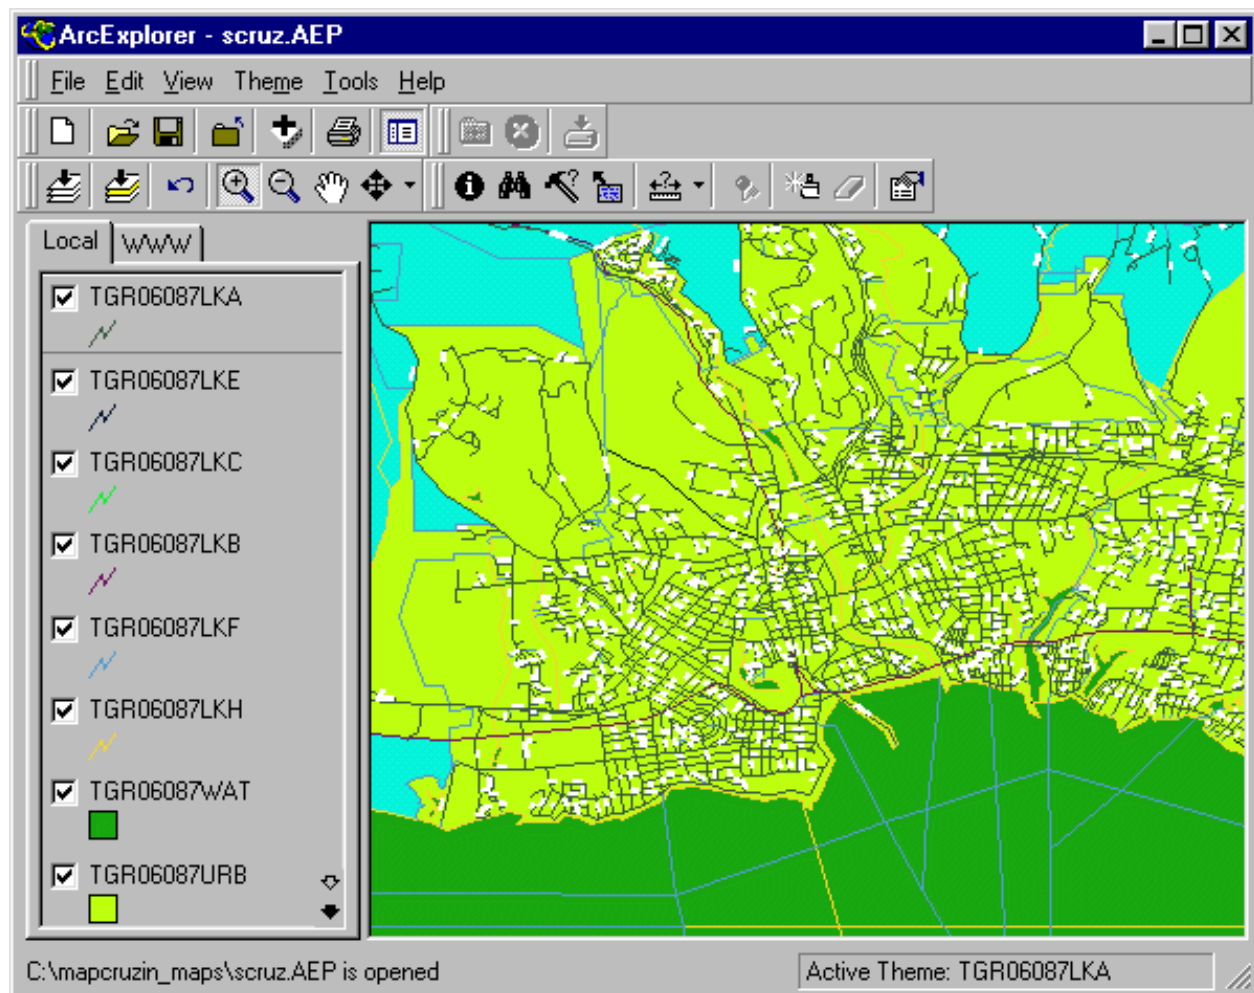 ArcExplorer - scruz.AEP
File Edit View Theme Tools Help
Local WWW
TGR06087LKA
TGR06087LKE
TGR06087LKC
TGR06087LKB
TGR06087LKF
TGR06087LKH
TGR06087WAT
TGR06087URB
C:\mapcruzin_maps\scruz.AEP is opened
Active Theme: TGR06087LKA